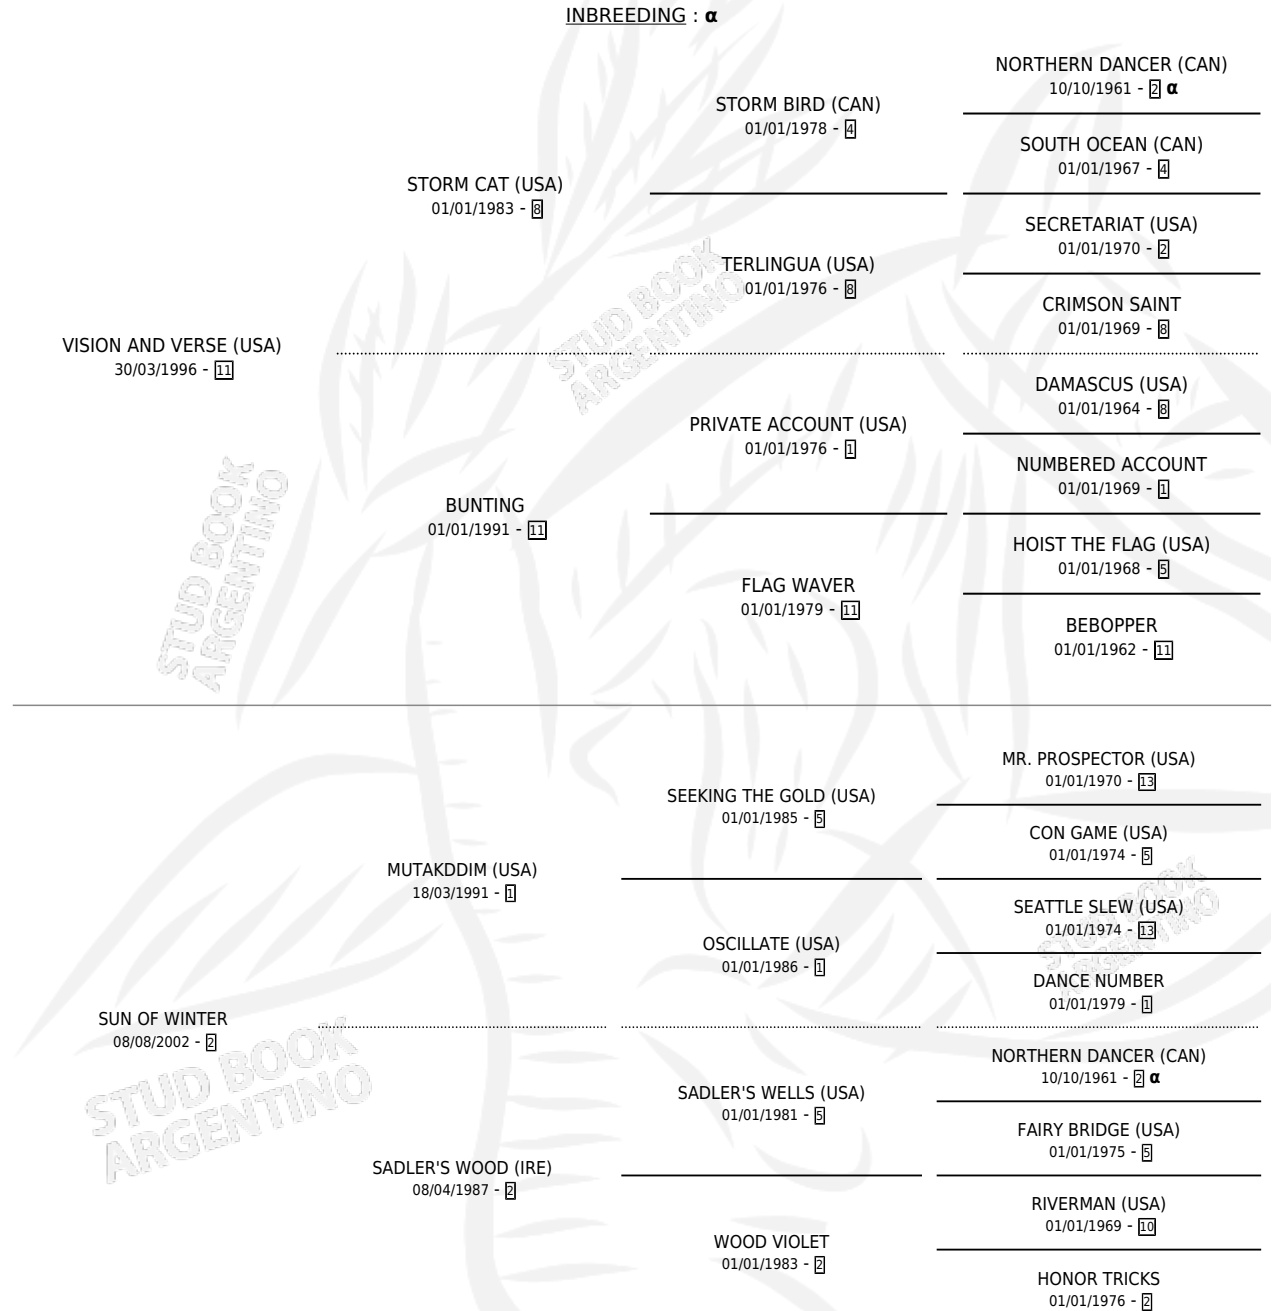 INBREEDING : α
NORTHERN DANCER (CAN)
10/10/1961 - 2 α
STORM BIRD (CAN)
01/01/1978 - 4
SOUTH OCEAN (CAN)
01/01/1967 - 4
STORM CAT (USA)
01/01/1983 - 8
SECRETARIAT (USA)
01/01/1970 - 2
TERLINGUA (USA)
01/01/1976 - 8
CRIMSON SAINT
01/01/1969 - 8
VISION AND VERSE (USA)
30/03/1996 - 11
DAMASCUS (USA)
01/01/1964 - 8
PRIVATE ACCOUNT (USA)
01/01/1976 - 1
NUMBERED ACCOUNT
01/01/1969 - 1
BUNTING
01/01/1991 - 11
HOIST THE FLAG (USA)
01/01/1968 - 5
FLAG WAVER
01/01/1979 - 11
BEBOPPER
01/01/1962 - 11
MR. PROSPECTOR (USA)
01/01/1970 - 13
SEEKING THE GOLD (USA)
01/01/1985 - 5
CON GAME (USA)
01/01/1974 - 5
MUTAKDDIM (USA)
18/03/1991 - 1
SEATTLE SLEW (USA)
01/01/1974 - 13
OSCILLATE (USA)
01/01/1986 - 1
DANCE NUMBER
01/01/1979 - 1
SUN OF WINTER
08/08/2002 - 2
NORTHERN DANCER (CAN)
10/10/1961 - 2 α
SADLER'S WELLS (USA)
01/01/1981 - 5
FAIRY BRIDGE (USA)
01/01/1975 - 5
SADLER'S WOOD (IRE)
08/04/1987 - 2
RIVERMAN (USA)
01/01/1969 - 10
WOOD VIOLET
01/01/1983 - 2
HONOR TRICKS
01/01/1976 - 2
STUD BOOK
ARGENTINO
STUD BOOK
ARGENTINO
STUD BOOK
ARGENTINO
STUD BOOK
ARGENTINO